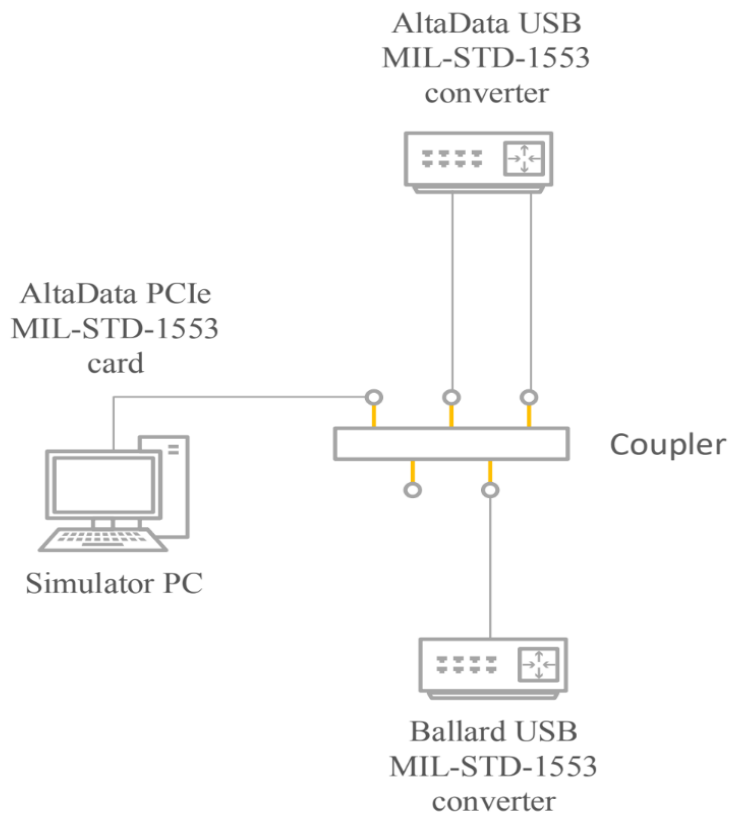 AltaData USB
MIL-STD-1553
converter
AltaData PCIe
MIL-STD-1553
card
Coupler
Simulator PC
Ballard USB
MIL-STD-1553
converter